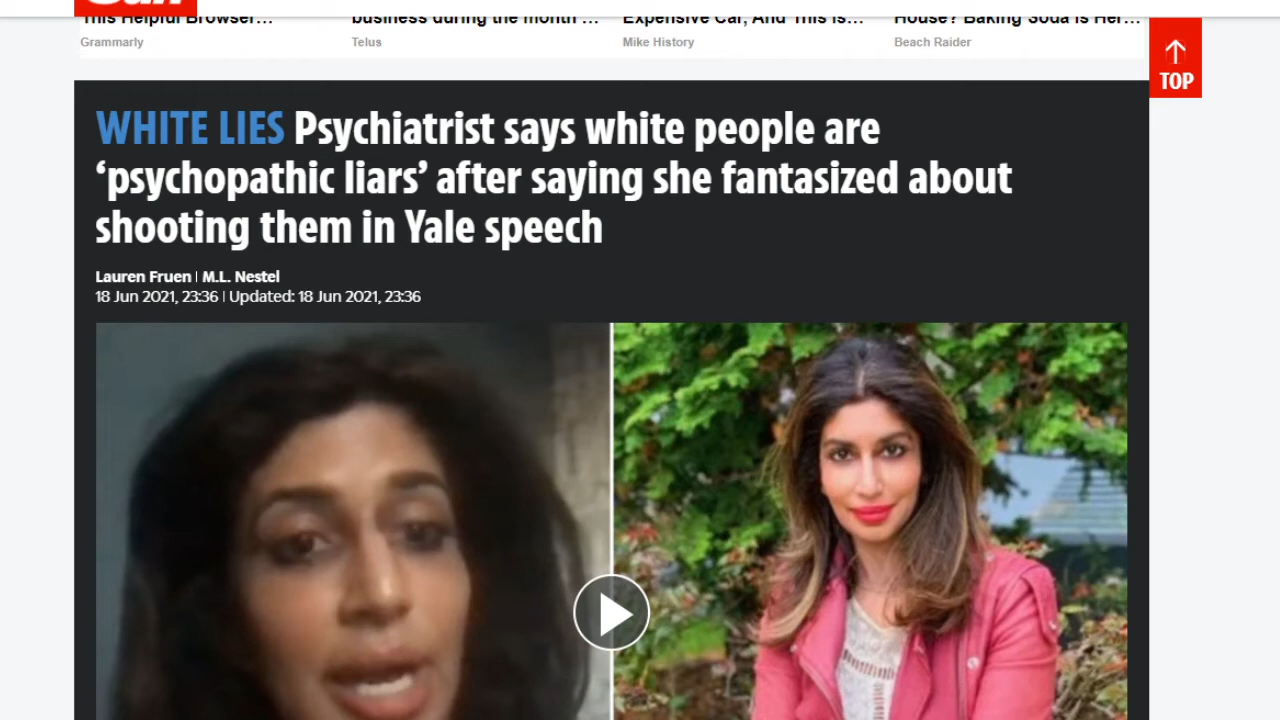 Sun
This Helpful Browser…
business during the month …
Expensive Car, And This Is…
House? Baking Soda Is Her…
Grammarly
Telus
Mike History
Beach Raider
TOP
WHITE LIES Psychiatrist says white people are
‘psychopathic liars’ after saying she fantasized about
shooting them in Yale speech
Lauren Fruen | M.L. Nestel
18 Jun 2021, 23:36 | Updated: 18 Jun 2021, 23:36